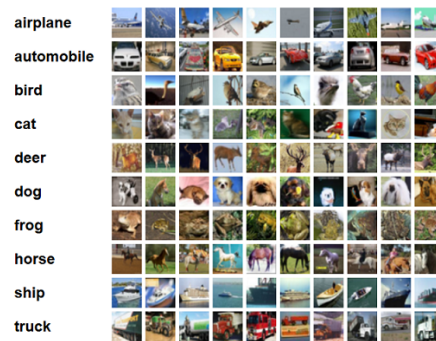 airplane
automobile
bird
cat
deer
dog
frog
horse
ship
truck